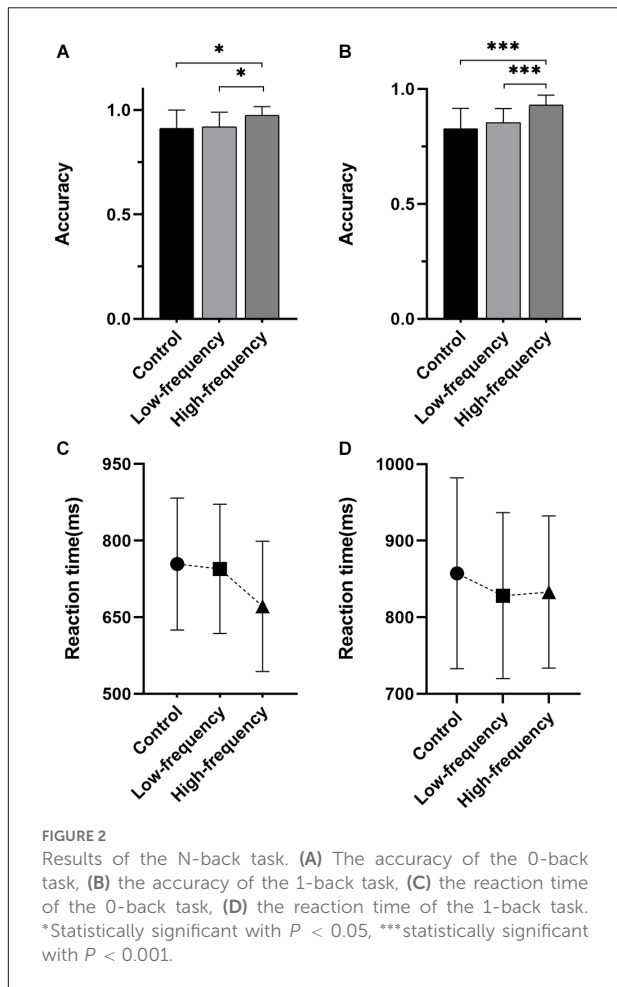 A
B
*
*
***
***
Accuracy
1.0
0.5
0.0
Control
Low-frequency
High-frequency
Accuracy
1.0
0.5
0.0
Control
Low-frequency
High-frequency
C
D
Reaction time(ms)
950
800
650
500
Control
Low-frequency
High-frequency
Reaction time(ms)
1000
900
800
700
Control
Low-frequency
High-frequency
FIGURE 2
Results of the N-back task. (A) The accuracy of the 0-back
task, (B) the accuracy of the 1-back task, (C) the reaction time
of the 0-back task, (D) the reaction time of the 1-back task.
*Statistically significant with P < 0.05, ***statistically significant
with P < 0.001.